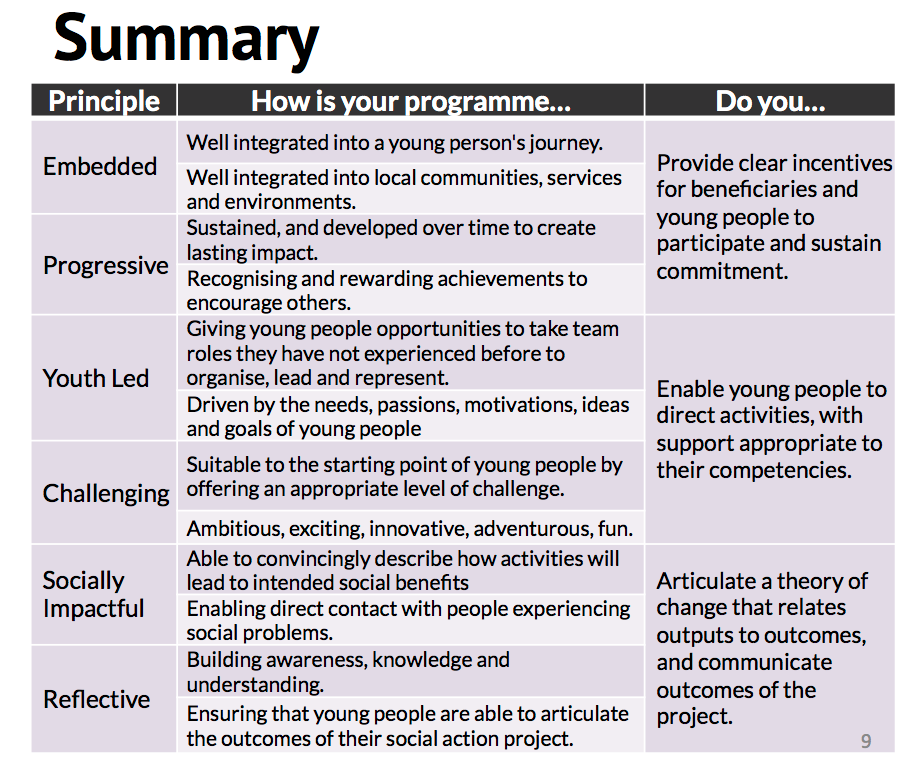 Summary
Principle
How is your programme...
Do you...
Embedded
Well integrated into a young person's journey.
Well integrated into local communities, services
and environments.
Provide clear incentives
for beneficiaries and
young people to
participate and sustain
commitment.
Progressive
Sustained, and developed over time to create
lasting impact.
Recognising and rewarding achievements to
encourage others.
Youth Led
Giving young people opportunities to take team
roles they have not experienced before to
organise, lead and represent.
Driven by the needs, passions, motivations, ideas
and goals of young people
Enable young people to
direct activities, with
support appropriate to
their competencies.
Challenging
Suitable to the starting point of young people by
offering an appropriate level of challenge.
Ambitious, exciting, innovative, adventurous, fun.
Socially
Impactful
Able to convincingly describe how activities will
lead to intended social benefits
Enabling direct contact with people experiencing
social problems.
Articulate a theory of
change that relates
outputs to outcomes,
and communicate
outcomes of the
project.
Reflective
Building awareness, knowledge and
understanding.
Ensuring that young people are able to articulate
the outcomes of their social action project.
9